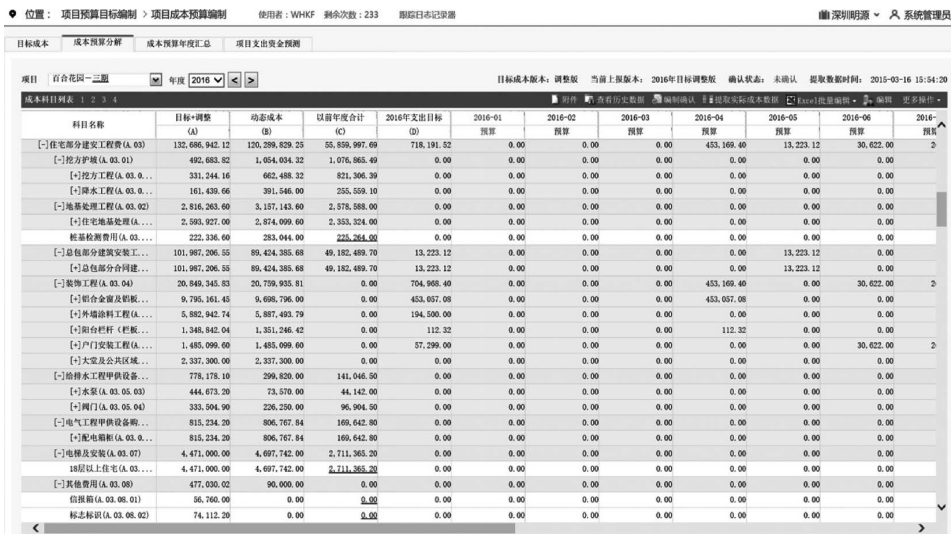 位置： 项目预算目标编制 > 项目成本预算编制 使用者：WHKF 剩余次数：233 跟踪日志记录器 深圳明源 系统管理员
目标成本 成本预算分解 成本预算年度汇总 项目支出资金预测
项目 百合花园－三期 年度 2016 < > 目标成本版本：调整版 当前上报版本：2016年目标调整版 确认状态：未确认 提取数据时间：2015-03-16 15:54:20
成本科目列表 1 2 3 4 附件 查看历史数据 编制确认 提取实际成本数据 Excel批量编辑 编辑 更多操作
科目名称 目标+调整 动态成本 以前年度合计 2016年支出目标 2016-01 2016-02 2016-03 2016-04 2016-05 2016-06 2016-
(A) (B) (C) (D) 预算 预算 预算 预算 预算 预算 预算
[-]住宅部分建安工程费(A.03) 132,686,942.12 120,289,829.25 55,859,997.69 718,191.52 0.00 0.00 0.00 453,169.40 13,223.12 30,622.00 2
[-]挖方护坡(A.03.01) 492,683.82 1,054,034.32 1,076,865.49 0.00 0.00 0.00 0.00 0.00 0.00 0.00
[+]挖方工程(A.03.0... 331,244.16 662,488.32 821,306.39 0.00 0.00 0.00 0.00 0.00 0.00 0.00
[+]降水工程(A.03.0... 161,439.66 391,546.00 255,559.10 0.00 0.00 0.00 0.00 0.00 0.00 0.00
[-]地基处理工程(A.03.02) 2,816,263.60 3,157,143.60 2,578,588.00 0.00 0.00 0.00 0.00 0.00 0.00 0.00
[+]住宅地基处理(A.... 2,593,927.00 2,874,099.60 2,353,324.00 0.00 0.00 0.00 0.00 0.00 0.00 0.00
桩基检测费用(A.03.... 222,336.60 283,044.00 225,264.00 0.00 0.00 0.00 0.00 0.00 0.00 0.00
[-]总包部分建筑安装工... 101,987,206.55 89,424,385.68 49,182,489.70 13,223.12 0.00 0.00 0.00 0.00 13,223.12 0.00
[+]总包部分合同建... 101,987,206.55 89,424,385.68 49,182,489.70 13,223.12 0.00 0.00 0.00 0.00 13,223.12 0.00
[-]装饰工程(A.03.04) 20,849,345.83 20,759,935.81 0.00 704,968.40 0.00 0.00 0.00 453,169.40 0.00 30,622.00 2
[+]铝合金窗及铝板... 9,795,161.45 9,698,796.00 0.00 453,057.08 0.00 0.00 0.00 453,057.08 0.00 0.00
[+]外墙涂料工程(A.... 5,882,942.74 5,887,493.79 0.00 194,500.00 0.00 0.00 0.00 0.00 0.00 0.00
[+]阳台栏杆（栏板... 1,348,842.04 1,351,246.42 0.00 112.32 0.00 0.00 0.00 112.32 0.00 0.00
[+]户门安装工程(A.... 1,485,099.60 1,485,099.60 0.00 57,299.00 0.00 0.00 0.00 0.00 0.00 30,622.00 2
[+]大堂及公共区域... 2,337,300.00 2,337,300.00 0.00 0.00 0.00 0.00 0.00 0.00 0.00 0.00
[-]给排水工程甲供设备... 778,178.10 299,820.00 141,046.50 0.00 0.00 0.00 0.00 0.00 0.00 0.00
[+]水泵(A.03.05.03) 444,673.20 73,570.00 44,142.00 0.00 0.00 0.00 0.00 0.00 0.00 0.00
[+]阀门(A.03.05.04) 333,504.90 226,250.00 96,904.50 0.00 0.00 0.00 0.00 0.00 0.00 0.00
[-]电气工程甲供设备购... 815,234.20 806,767.84 169,642.80 0.00 0.00 0.00 0.00 0.00 0.00 0.00
[+]配电箱柜(A.03.0... 815,234.20 806,767.84 169,642.80 0.00 0.00 0.00 0.00 0.00 0.00 0.00
[-]电梯及安装(A.03.07) 4,471,000.00 4,697,742.00 2,711,365.20 0.00 0.00 0.00 0.00 0.00 0.00 0.00
18层以上住宅(A.03.... 4,471,000.00 4,697,742.00 2,711,365.20 0.00 0.00 0.00 0.00 0.00 0.00 0.00
[-]其他费用(A.03.08) 477,030.02 90,000.00 0.00 0.00 0.00 0.00 0.00 0.00 0.00 0.00
信报箱(A.03.08.01) 56,760.00 0.00 0.00 0.00 0.00 0.00 0.00 0.00 0.00 0.00
标志标识(A.03.08.02) 74,112.20 0.00 0.00 0.00 0.00 0.00 0.00 0.00 0.00 0.00